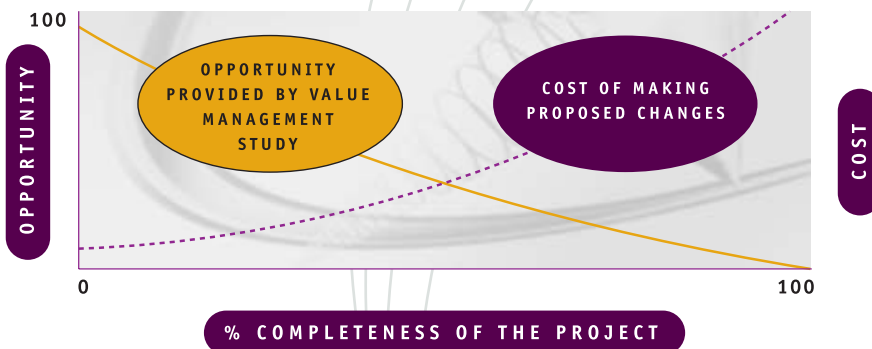 100
OPPORTUNITY
OPPORTUNITY
PROVIDED BY VALUE
MANAGEMENT
STUDY
COST OF MAKING
PROPOSED CHANGES
COST
0
100
% COMPLETENESS OF THE PROJECT